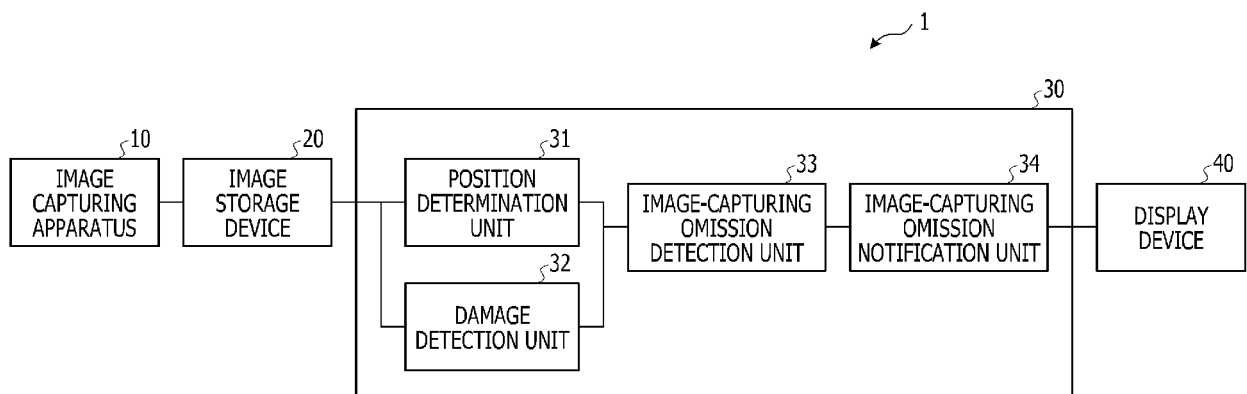 1
30
10
IMAGE
CAPTURING
APPARATUS
20
IMAGE
STORAGE
DEVICE
31
POSITION
DETERMINATION
UNIT
32
DAMAGE
DETECTION UNIT
33
IMAGE-CAPTURING
OMISSION
DETECTION UNIT
34
IMAGE-CAPTURING
OMISSION
NOTIFICATION UNIT
40
DISPLAY
DEVICE